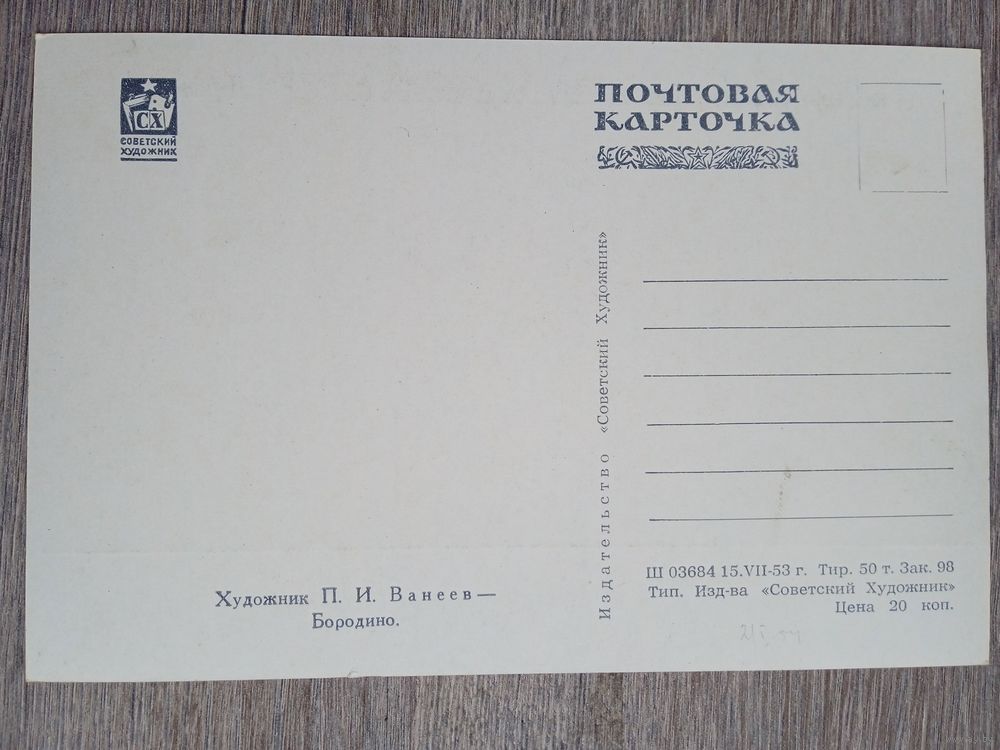 СХ
СОВЕТСКИЙ
ХУДОЖНИК
ПОЧТОВАЯ
КАРТОЧКА
Издательство «Советский Художник»
Художник П. И. Ванеев —
Бородино.
Ш 03684 15.VII-53 г. Тир. 50 т. Зак. 98
Тип. Изд-ва «Советский Художник»
Цена 20 коп.